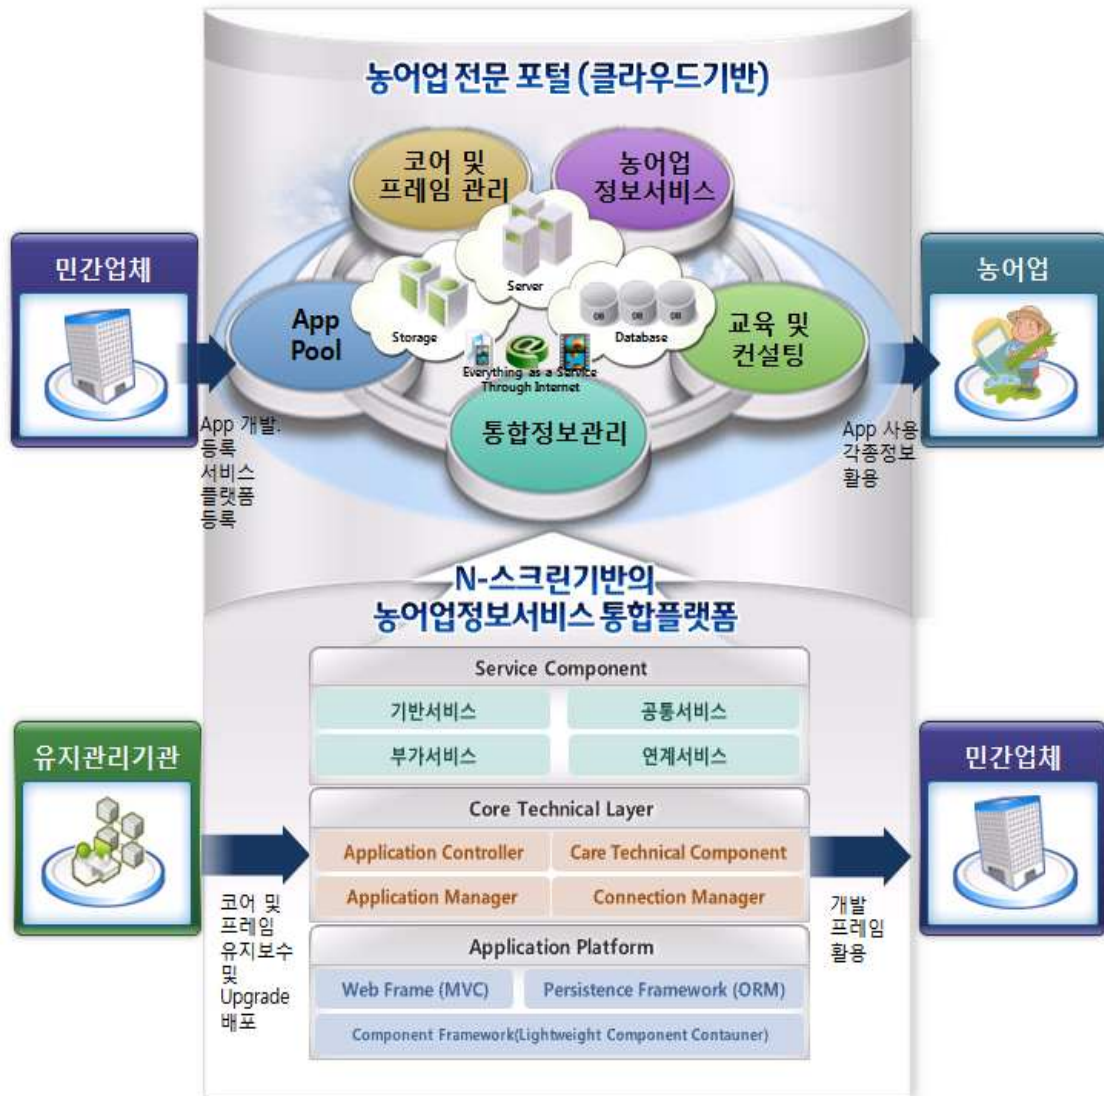 농어업 전문 포털 (클라우드기반)
코어 및
프레임 관리
농어업
정보서비스
민간업체
농어업
Server
Storage
DB DB DB
Database
App
Pool
교육 및
컨설팅
Everything as a Service
Through Internet
통합정보관리
App 개발.
등록
서비스
플랫폼
등록
App 사용
각종정보
활용
N-스크린기반의
농어업정보서비스 통합플랫폼
Service Component
기반서비스
공통서비스
부가서비스
연계서비스
유지관리기관
민간업체
Core Technical Layer
Application Controller
Care Technical Component
Application Manager
Connection Manager
코어 및
프레임
유지보수
및
Upgrade
배포
개발
프레임
활용
Application Platform
Web Frame (MVC)
Persistence Framework (ORM)
Component Framework(Lightweight Component Contauner)